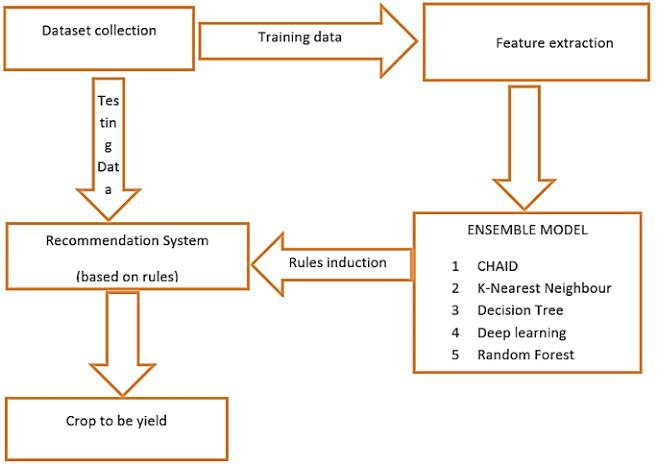 Dataset collection
Training data
Feature extraction
Tes
tin
g
Dat
a
Recommendation System
(based on rules)
Rules induction
ENSEMBLE MODEL
1 CHAID
2 K-Nearest Neighbour
3 Decision Tree
4 Deep learning
5 Random Forest
Crop to be yield